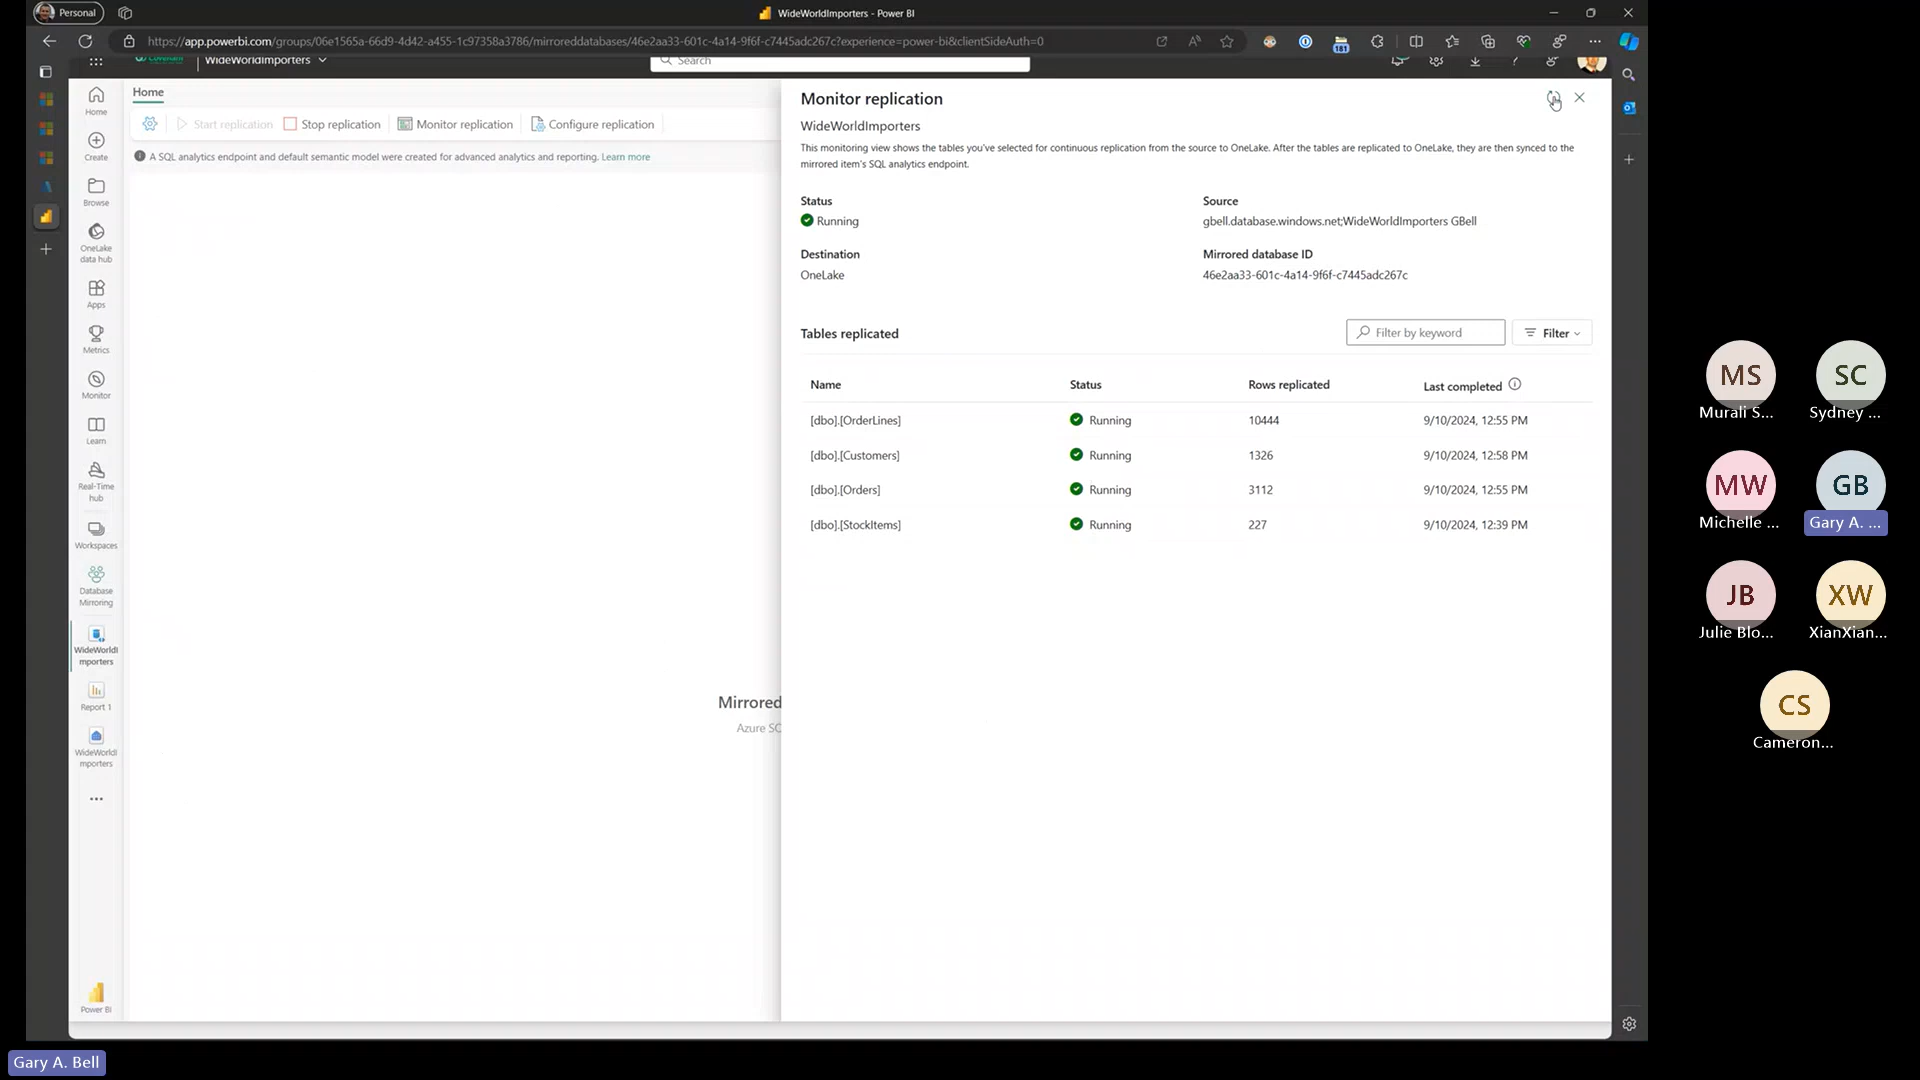 Personal
WideWorldImporters - Power BI
https://app.powerbi.com/groups/06e1565a-66d9-4d42-a455-1c97358a3786/mirroreddatabases/46e2aa33-601c-4a14-9f6f-c7445adc267c?experience=power-bi&clientSideAuth=0
181
WideWorldImporters
Search
Home
Create
Browse
OneLake
data hub
Apps
Metrics
Monitor
Learn
Real-Time
hub
Workspaces
Database
Mirroring
WideWorldI
mporters
Report 1
WideWorldI
mporters
Power BI
Home
Start replication
Stop replication
Monitor replication
Configure replication
A SQL analytics endpoint and default semantic model were created for advanced analytics and reporting. Learn more
Mirrored
Azure SQ
Monitor replication
WideWorldImporters
This monitoring view shows the tables you've selected for continuous replication from the source to OneLake. After the tables are replicated to OneLake, they are then synced to the
mirrored item's SQL analytics endpoint.
Status
Running
Source
gbell.database.windows.net;WideWorldImporters GBell
Destination
OneLake
Mirrored database ID
46e2aa33-601c-4a14-9f6f-c7445adc267c
Tables replicated
Filter by keyword
Filter
Name Status Rows replicated Last completed
[dbo].[OrderLines] Running 10444 9/10/2024, 12:55 PM
[dbo].[Customers] Running 1326 9/10/2024, 12:58 PM
[dbo].[Orders] Running 3112 9/10/2024, 12:55 PM
[dbo].[StockItems] Running 227 9/10/2024, 12:39 PM
MS
Murali S...
SC
Sydney ...
MW
Michelle ...
GB
Gary A. ...
JB
Julie Blo...
XW
XianXian...
CS
Cameron...
Gary A. Bell